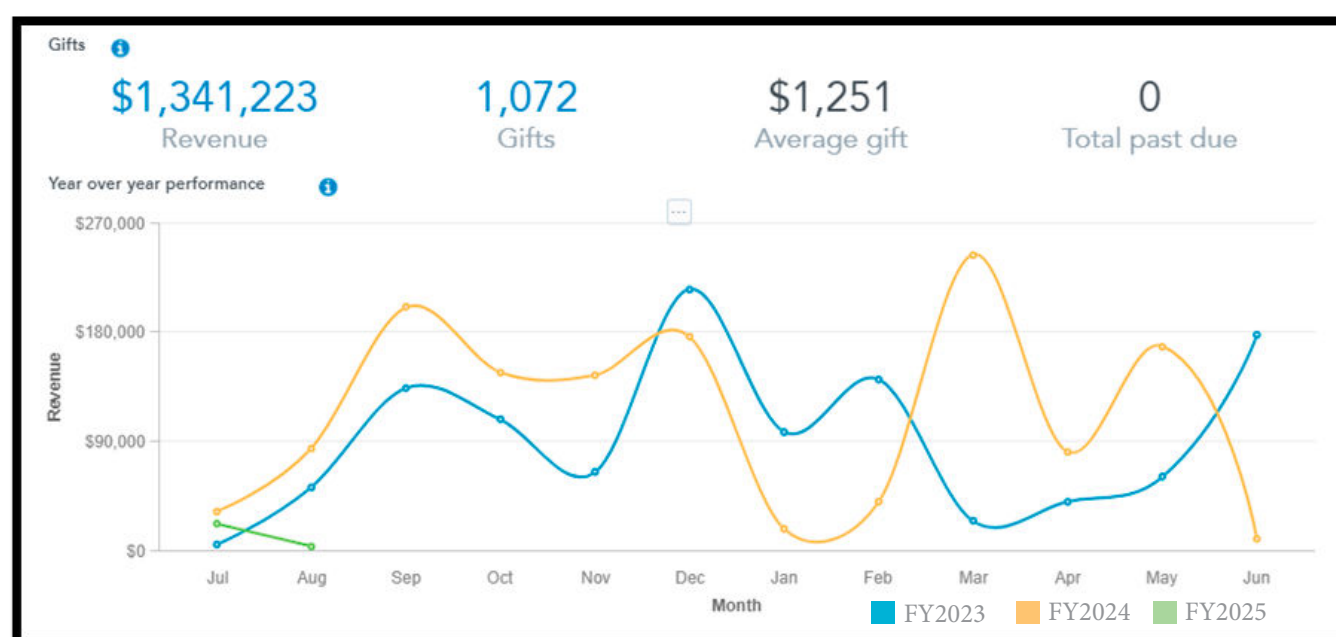 Gifts
$1,341,223 1,072 $1,251 0
Revenue Gifts Average gift Total past due
Year over year performance
$270,000
$180,000
$90,000
$0
Revenue
Jul Aug Sep Oct Nov Dec Jan Feb Mar Apr May Jun
Month
FY2023 FY2024 FY2025